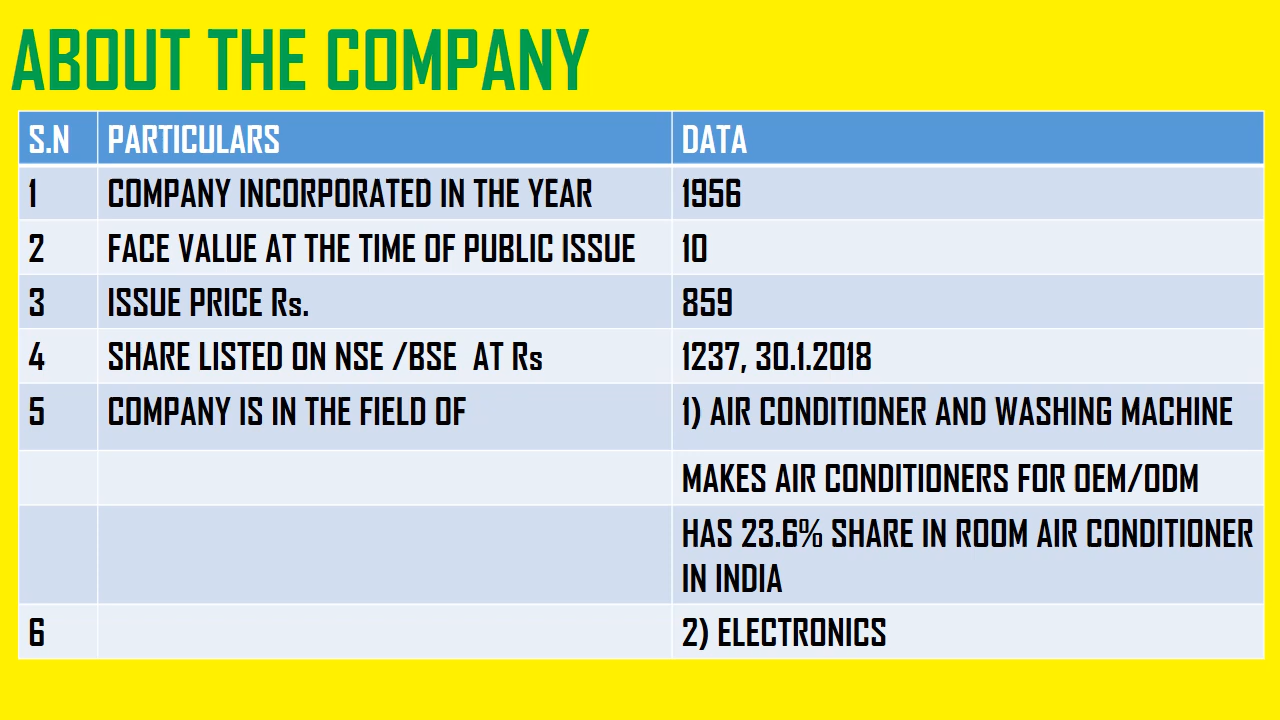 ABOUT THE COMPANY
S.N PARTICULARS DATA
1 COMPANY INCORPORATED IN THE YEAR 1956
2 FACE VALUE AT THE TIME OF PUBLIC ISSUE 10
3 ISSUE PRICE Rs. 859
4 SHARE LISTED ON NSE /BSE AT Rs 1237, 30.1.2018
5 COMPANY IS IN THE FIELD OF 1) AIR CONDITIONER AND WASHING MACHINE
MAKES AIR CONDITIONERS FOR OEM/ODM
HAS 23.6% SHARE IN ROOM AIR CONDITIONER
IN INDIA
6 2) ELECTRONICS